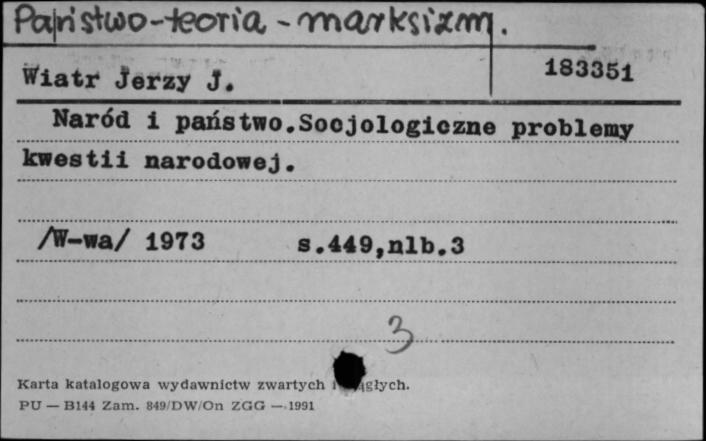 Państwo-teoria - marksizm.
Wiatr Jerzy J.
183351
Naród i państwo.Socjologiczne problemy
kwestii narodowej.
/W-wa/ 1973 s.449,nlb.3
3
Karta katalogowa wydawnictw zwartych i
PU — B144 Zam. 849/DW/On ZGG — 1991